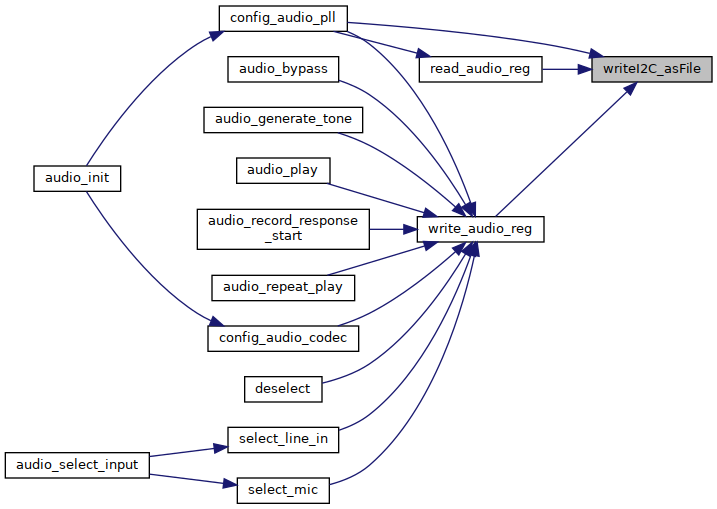 config_audio_pll
writeI2C_asFile
read_audio_reg
audio_bypass
audio_generate_tone
audio_play
audio_init
audio_record_response
_start
write_audio_reg
audio_repeat_play
config_audio_codec
deselect
select_line_in
audio_select_input
select_mic